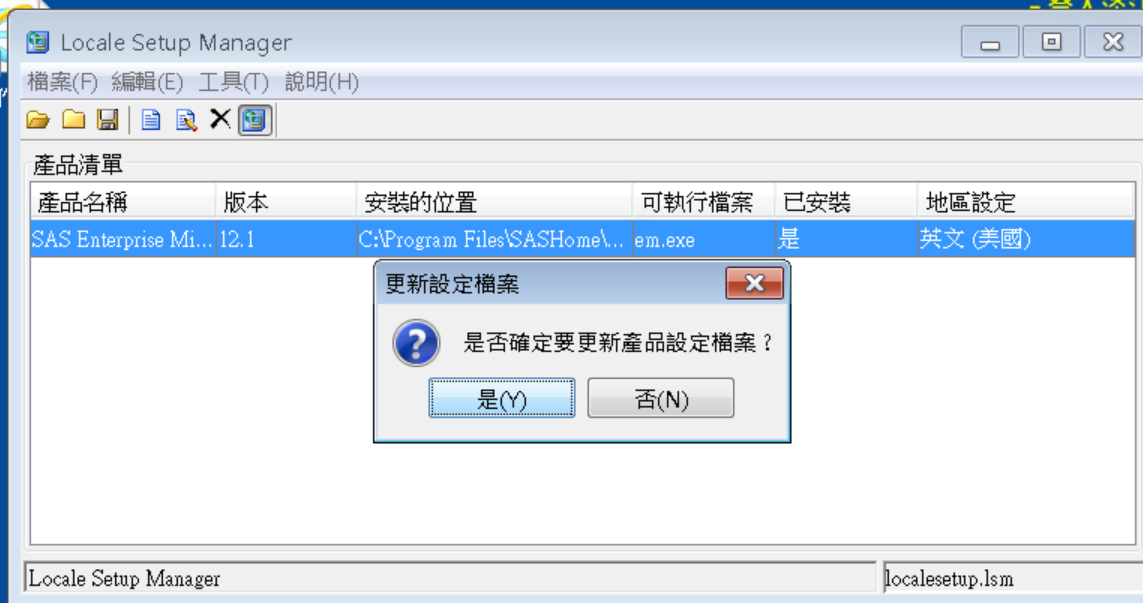 Locale Setup Manager
檔案(F) 編輯(E) 工具(T) 說明(H)
產品清單
產品名稱 版本 安裝的位置 可執行檔案 已安裝 地區設定
SAS Enterprise Mi... 12.1 C:\Program Files\SASHome\... em.exe 是 英文 (美國)
更新設定檔案
是否確定要更新產品設定檔案？
是(Y) 否(N)
Locale Setup Manager localesetup.lsm